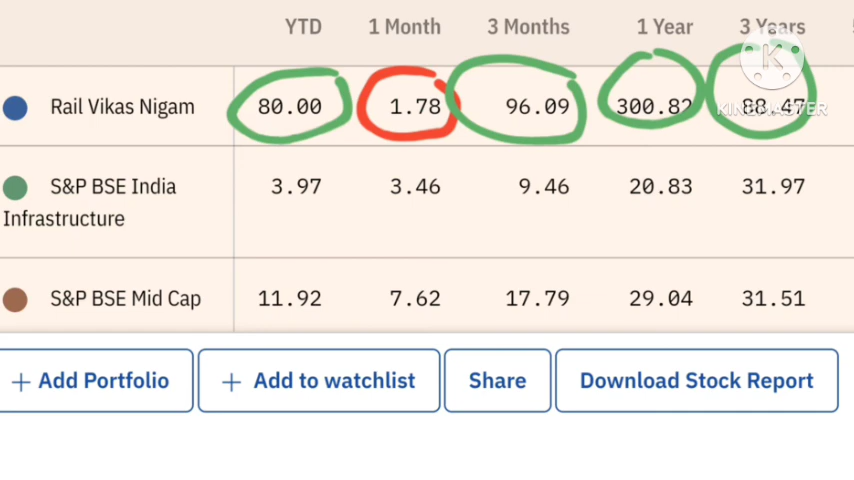 YTD 1 Month 3 Months 1 Year 3 Years
Rail Vikas Nigam 80.00 1.78 96.09 300.82 88.47
K
KINEMASTER
S&P BSE India 3.97 3.46 9.46 20.83 31.97
Infrastructure
S&P BSE Mid Cap 11.92 7.62 17.79 29.04 31.51
+ Add Portfolio + Add to watchlist Share Download Stock Report